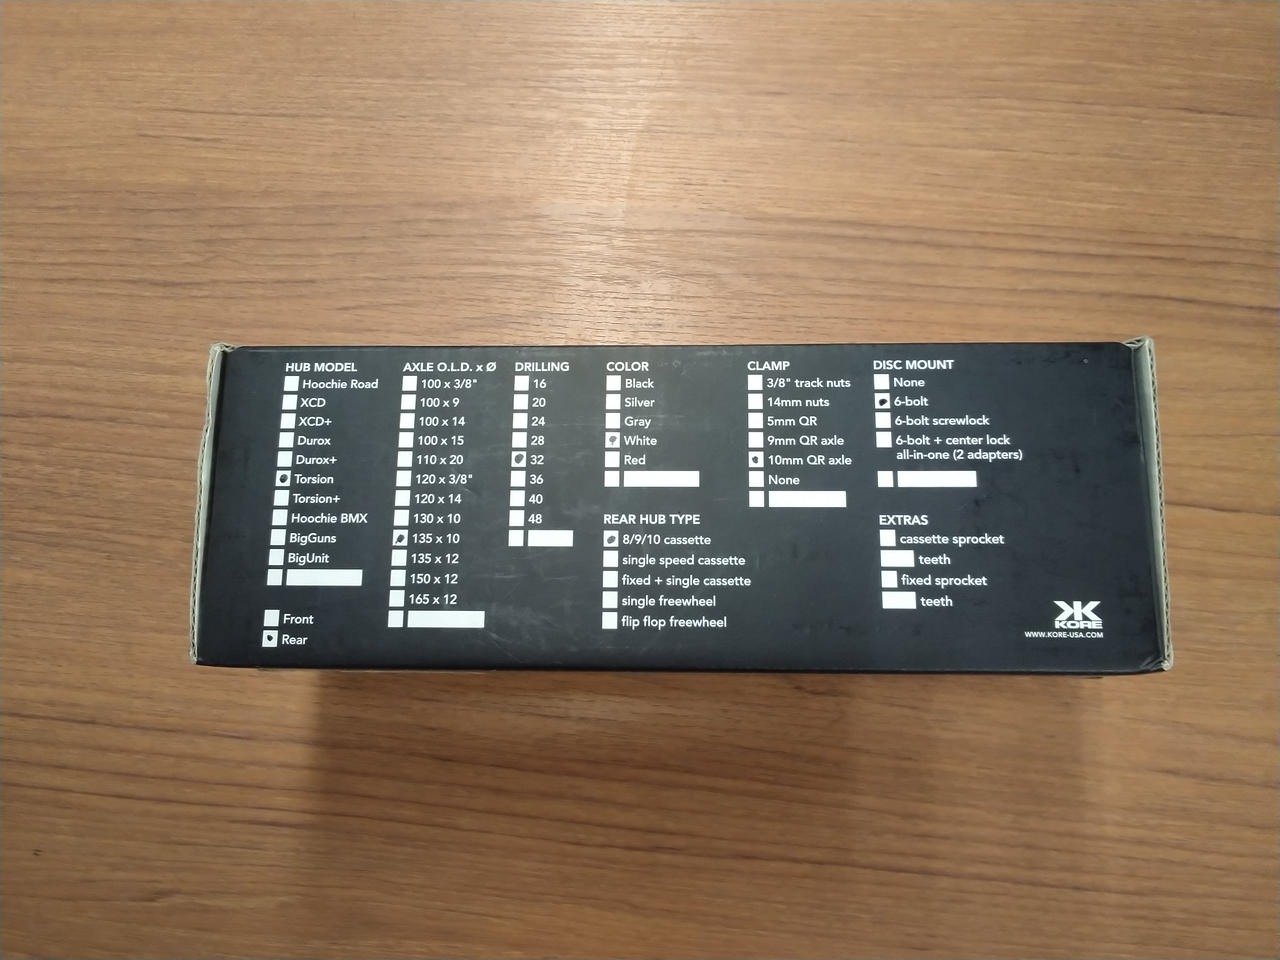 HUB MODEL
Hoochie Road
XCD
XCD+
Durox
Durox+
Torsion
Torsion+
Hoochie BMX
BigGuns
BigUnit
Front
Rear
AXLE O.L.D. x Ø
100 x 3/8"
100 x 9
100 x 14
100 x 15
110 x 20
120 x 3/8"
120 x 14
130 x 10
135 x 10
135 x 12
150 x 12
165 x 12
DRILLING
16
20
24
28
32
36
40
48
COLOR
Black
Silver
Gray
White
Red
REAR HUB TYPE
8/9/10 cassette
single speed cassette
fixed + single cassette
single freewheel
flip flop freewheel
CLAMP
3/8" track nuts
14mm nuts
5mm QR
9mm QR axle
10mm QR axle
None
DISC MOUNT
None
6-bolt
6-bolt screwlock
6-bolt + center lock
all-in-one (2 adapters)
EXTRAS
cassette sprocket
teeth
fixed sprocket
teeth
KORE
WWW.KORE-USA.COM